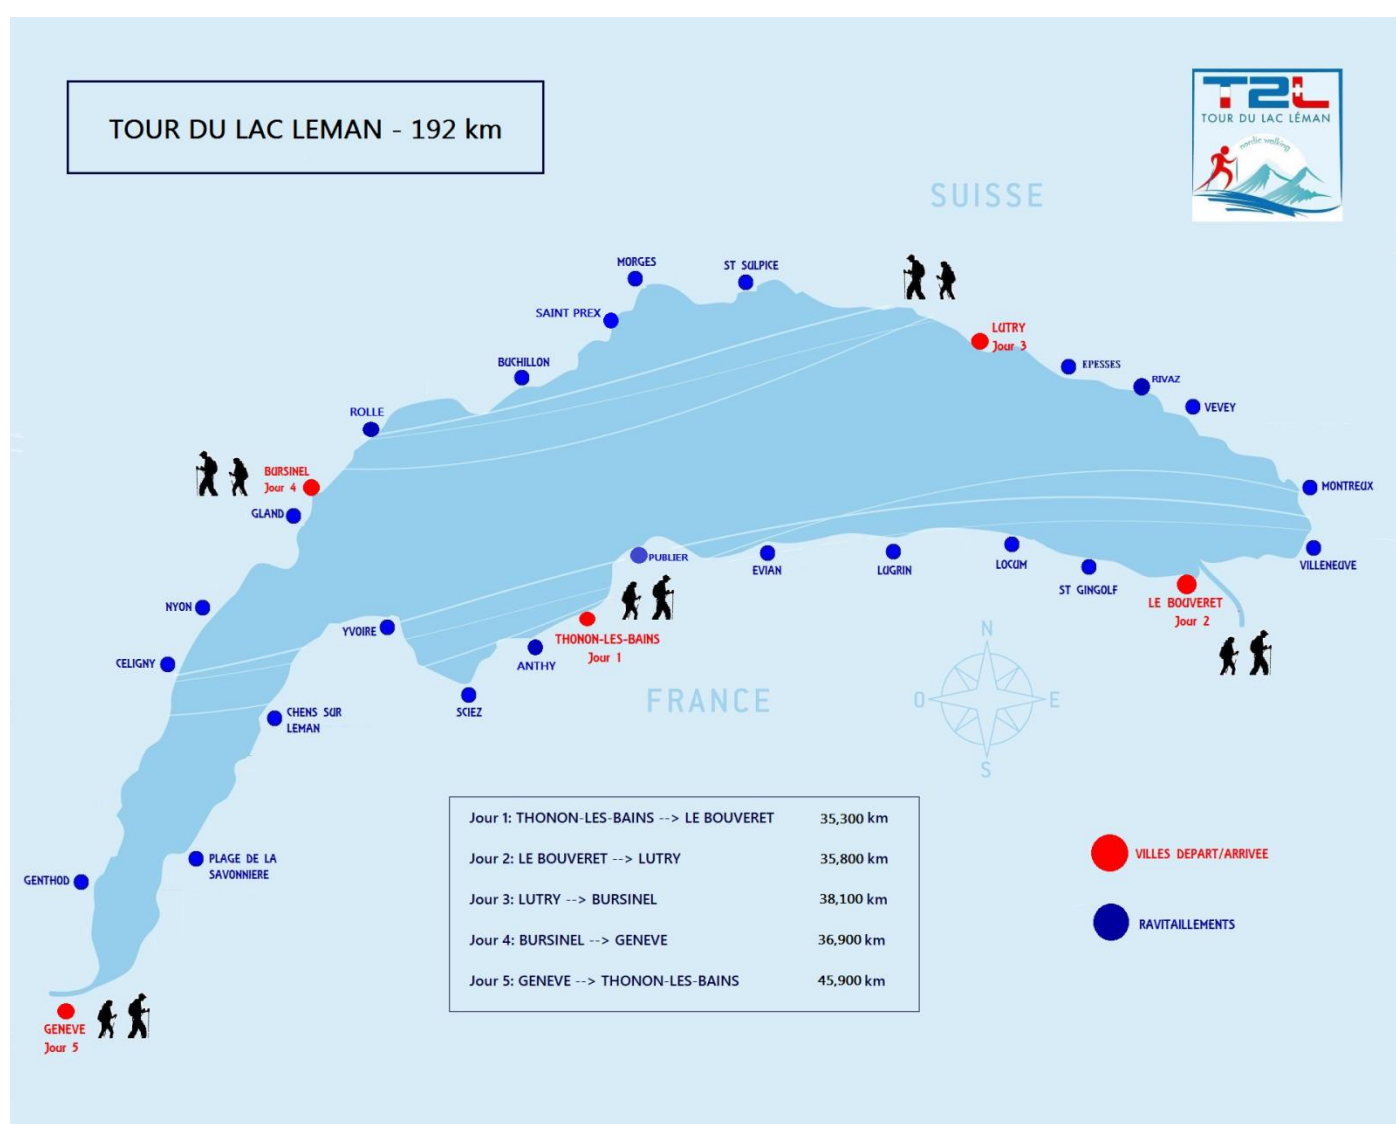 TOUR DU LAC LEMAN - 192 km
T2L
TOUR DU LAC LÉMAN
nordic walking
SUISSE
MORGES
ST SULPICE
SAINT PREX
LUTRY
Jour 3
BUCHILLON
EPESSES
RIVAZ
ROLLE
VEVEY
BURSINEL
Jour 4
GLAND
MONTREUX
PUBLIER
EVIAN
LUGRIN
LOCUM
ST GINGOLF
VILLENEUVE
LE BOUVERET
Jour 2
NYON
YVOIRE
THONON-LES-BAINS
Jour 1
ANTHY
CELIGNY
SCIEZ
CHENS SUR
LEMAN
FRANCE
N
O
E
S
Jour 1: THONON-LES-BAINS --> LE BOUVERET 35,300 km
Jour 2: LE BOUVERET --> LUTRY 35,800 km
Jour 3: LUTRY --> BURSINEL 38,100 km
Jour 4: BURSINEL --> GENEVE 36,900 km
Jour 5: GENEVE --> THONON-LES-BAINS 45,900 km
PLAGE DE LA
SAVONNIERE
GENTHOD
GENEVE
Jour 5
VILLES DEPART/ARRIVEE
RAVITAILLEMENTS